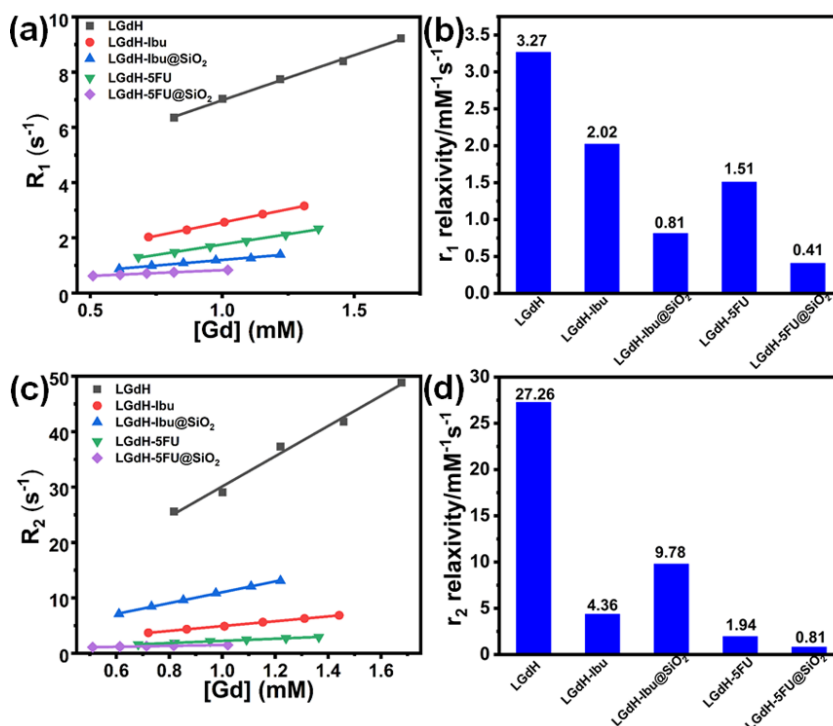 (a)
LGdH
LGdH-Ibu
LGdH-Ibu@SiO₂
LGdH-5FU
LGdH-5FU@SiO₂
R₁ (s⁻¹)
10
8
6
4
2
0
0.5 1.0 1.5
[Gd] (mM)
(b)
r₁ relaxivity/mM⁻¹s⁻¹
3.5
3.0
2.5
2.0
1.5
1.0
0.5
0.0
3.27
2.02
0.81
1.51
0.41
LGdH
LGdH-Ibu
LGdH-Ibu@SiO₂
LGdH-5FU
LGdH-5FU@SiO₂
(c)
LGdH
LGdH-Ibu
LGdH-Ibu@SiO₂
LGdH-5FU
LGdH-5FU@SiO₂
R₂ (s⁻¹)
50
40
30
20
10
0
0.6 0.8 1.0 1.2 1.4 1.6
[Gd] (mM)
(d)
r₂ relaxivity/mM⁻¹s⁻¹
30
25
20
15
10
5
0
27.26
4.36
9.78
1.94
0.81
LGdH
LGdH-Ibu
LGdH-Ibu@SiO₂
LGdH-5FU
LGdH-5FU@SiO₂